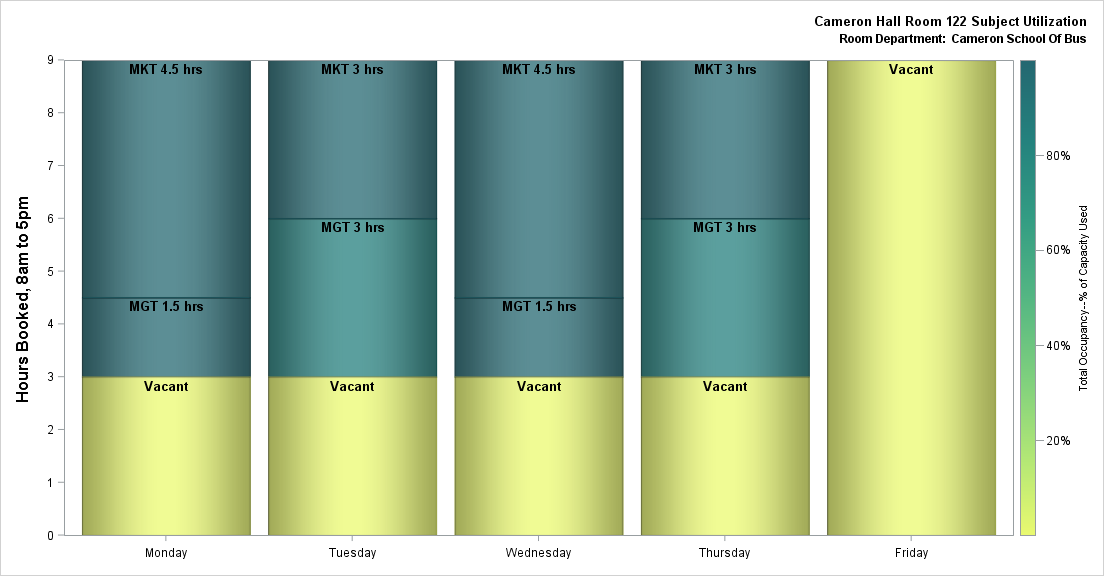 Cameron Hall Room 122 Subject Utilization
Room Department: Cameron School Of Bus
Hours Booked, 8am to 5pm
9
8
7
6
5
4
3
2
1
0
MKT 4.5 hrs
MGT 1.5 hrs
Vacant
MKT 3 hrs
MGT 3 hrs
Vacant
MKT 4.5 hrs
MGT 1.5 hrs
Vacant
MKT 3 hrs
MGT 3 hrs
Vacant
Vacant
Monday
Tuesday
Wednesday
Thursday
Friday
80%
60%
40%
20%
Total Occupancy--% of Capacity Used